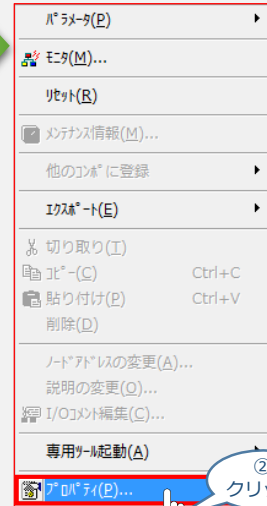 ﾊﾟﾗﾒｰﾀ(P)
ﾓﾆﾀ(M)...
ﾘｾｯﾄ(R)
ﾒﾝﾃﾅﾝｽ情報(M)...
他のｺﾝﾎﾟに登録
ｴｸｽﾎﾟｰﾄ(E)
切り取り(T)
ｺﾋﾟｰ(C) Ctrl+C
貼り付け(P) Ctrl+V
削除(D)
ﾉｰﾄﾞｱﾄﾞﾚｽの変更(A)...
説明の変更(O)...
I/Oｺﾒﾝﾄ編集(C)...
専用ﾂｰﾙ起動(A)
②
クリッ
ﾌﾟﾛﾊﾟﾃｨ(P)...